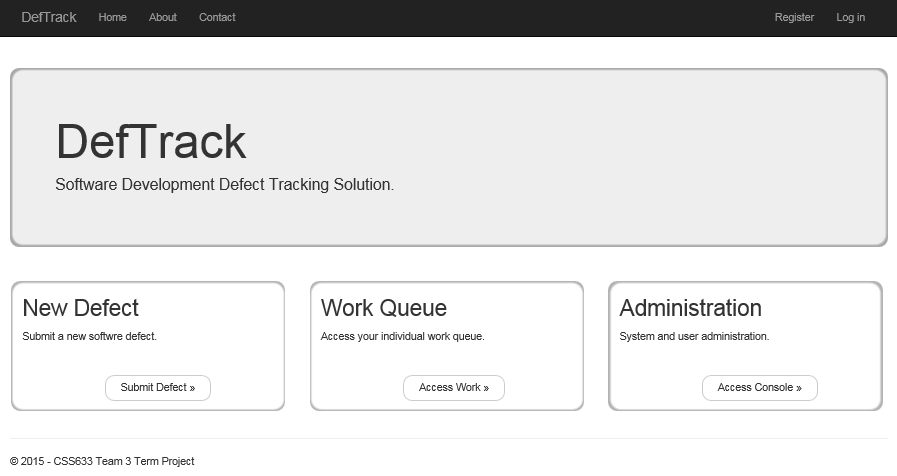 DefTrack Home About Contact Register Log in
DefTrack
Software Development Defect Tracking Solution.
New Defect
Submit a new softwre defect.
Submit Defect »
Work Queue
Access your individual work queue.
Access Work »
Administration
System and user administration.
Access Console »
© 2015 - CSS633 Team 3 Term Project